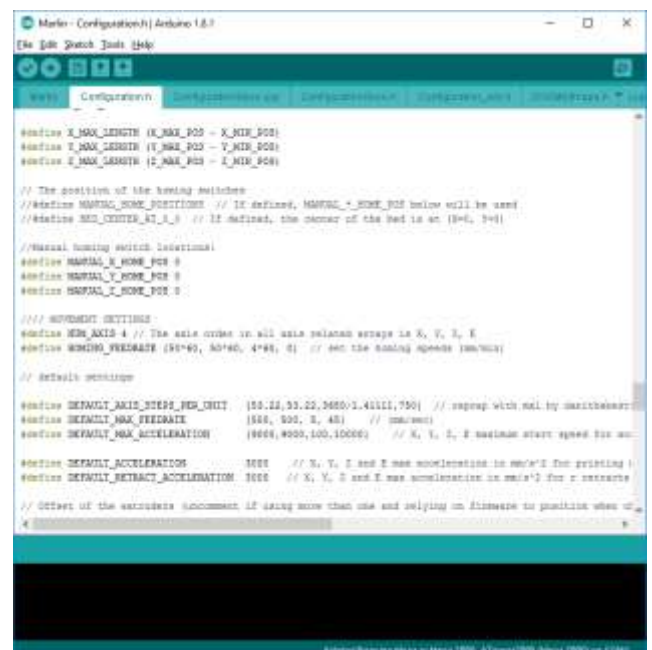 Marlin - Configuration.h | Arduino 1.8.1
File Edit Sketch Tools Help
Marlin Configuration.h
#define X_MAX_LENGTH (X_MAX_POS - X_MIN_POS)
#define Y_MAX_LENGTH (Y_MAX_POS - Y_MIN_POS)
#define Z_MAX_LENGTH (Z_MAX_POS - Z_MIN_POS)
// The position of the homing switches
//#define MANUAL_HOME_POSITIONS // If defined, MANUAL_*_HOME_POS below will be used
//#define BED_CENTER_AT_0_0 // If defined, the center of the bed is at (X=0, Y=0)
//Manual homing switch locations:
#define MANUAL_X_HOME_POS 0
#define MANUAL_Y_HOME_POS 0
#define MANUAL_Z_HOME_POS 0
//// MOVEMENT SETTINGS
#define NUM_AXIS 4 // The axis order in all axis related arrays is X, Y, Z, E
#define HOMING_FEEDRATE {50*60, 50*60, 4*60, 0} // set the homing speeds (mm/min)
// default settings
#define DEFAULT_AXIS_STEPS_PER_UNIT // reprap with
#define DEFAULT_MAX_FEEDRATE {500, 500, 5, 45} // (mm/sec)
#define DEFAULT_MAX_ACCELERATION {9000,9000,100,10000} // X, Y, Z, E maximum start speed for acc
#define DEFAULT_ACCELERATION 3000 // X, Y, Z and E max acceleration in mm/s^2 for printing
#define DEFAULT_RETRACT_ACCELERATION 3000 // X, Y, Z and E max acceleration in mm/s^2 for r retracts
// Offset of the extruders (uncomment if using more than one and relying on firmware to position when